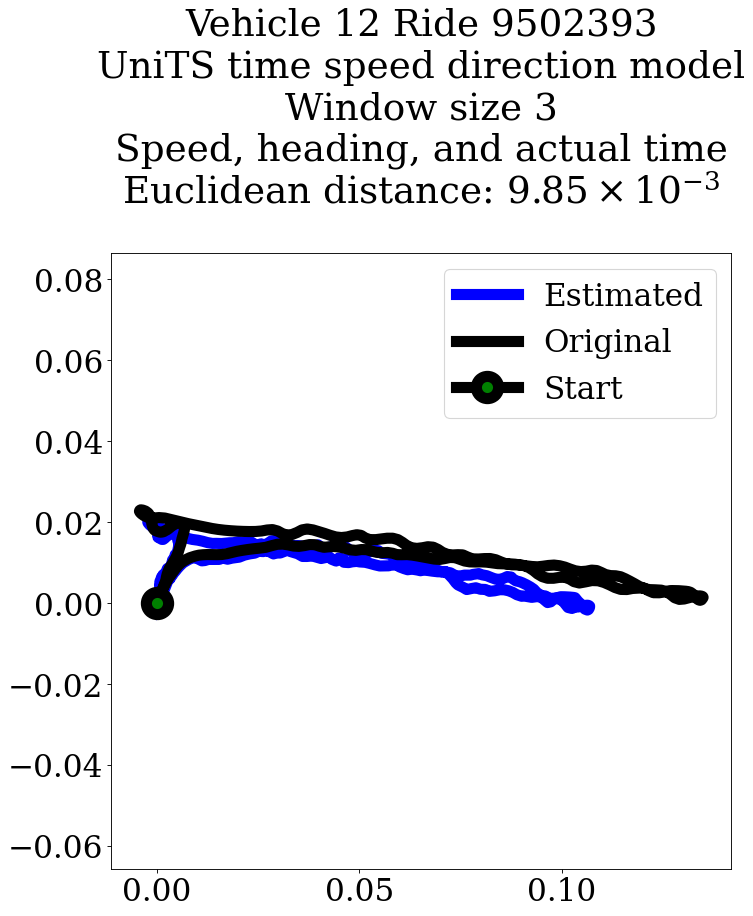 Vehicle 12 Ride 9502393
UniTS time speed direction model
Window size 3
Speed, heading, and actual time
Euclidean distance: 9.85 × 10⁻³
Estimated
Original
Start
0.08
0.06
0.04
0.02
0.00
−0.02
−0.04
−0.06
0.00 0.05 0.10